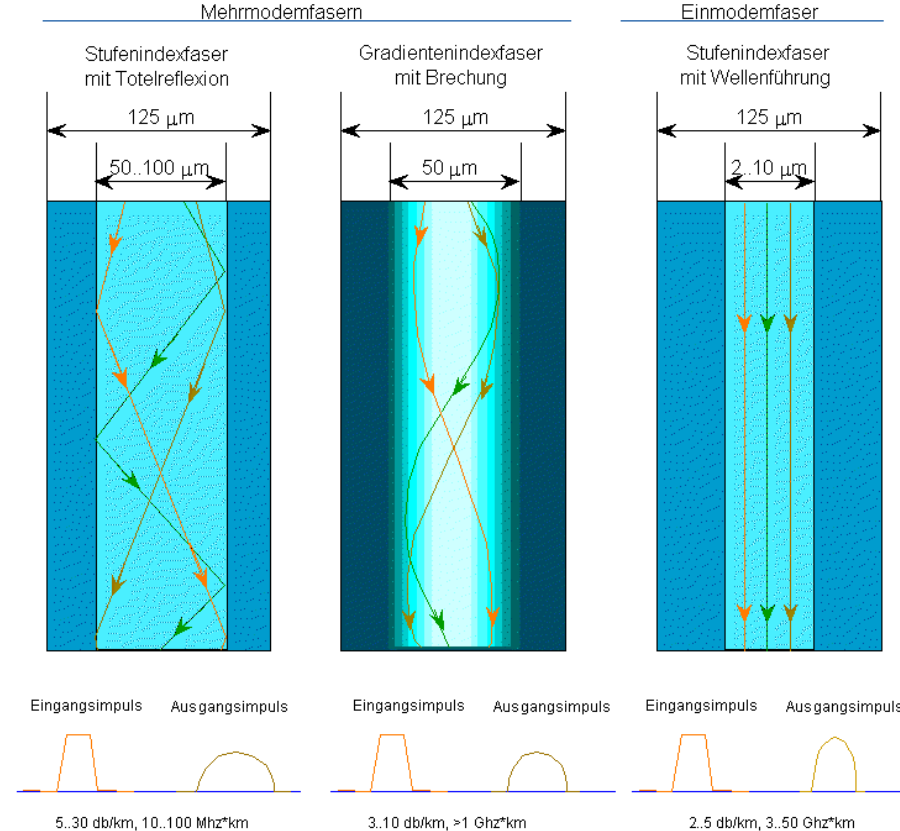 Mehrmodemfasern
Einmodemfaser
Stufenindexfaser
mit Totelreflexion
Gradientenindexfaser
mit Brechung
Stufenindexfaser
mit Wellenführung
125 µm
125 µm
125 µm
50..100 µm
50 µm
2..10 µm
Eingangsimpuls
Ausgangsimpuls
Eingangsimpuls
Ausgangsimpuls
Eingangsimpuls
Ausgangsimpuls
5..30 db/km, 10..100 Mhz*km
3..10 db/km, >1 Ghz*km
2..5 db/km, 3..50 Ghz*km